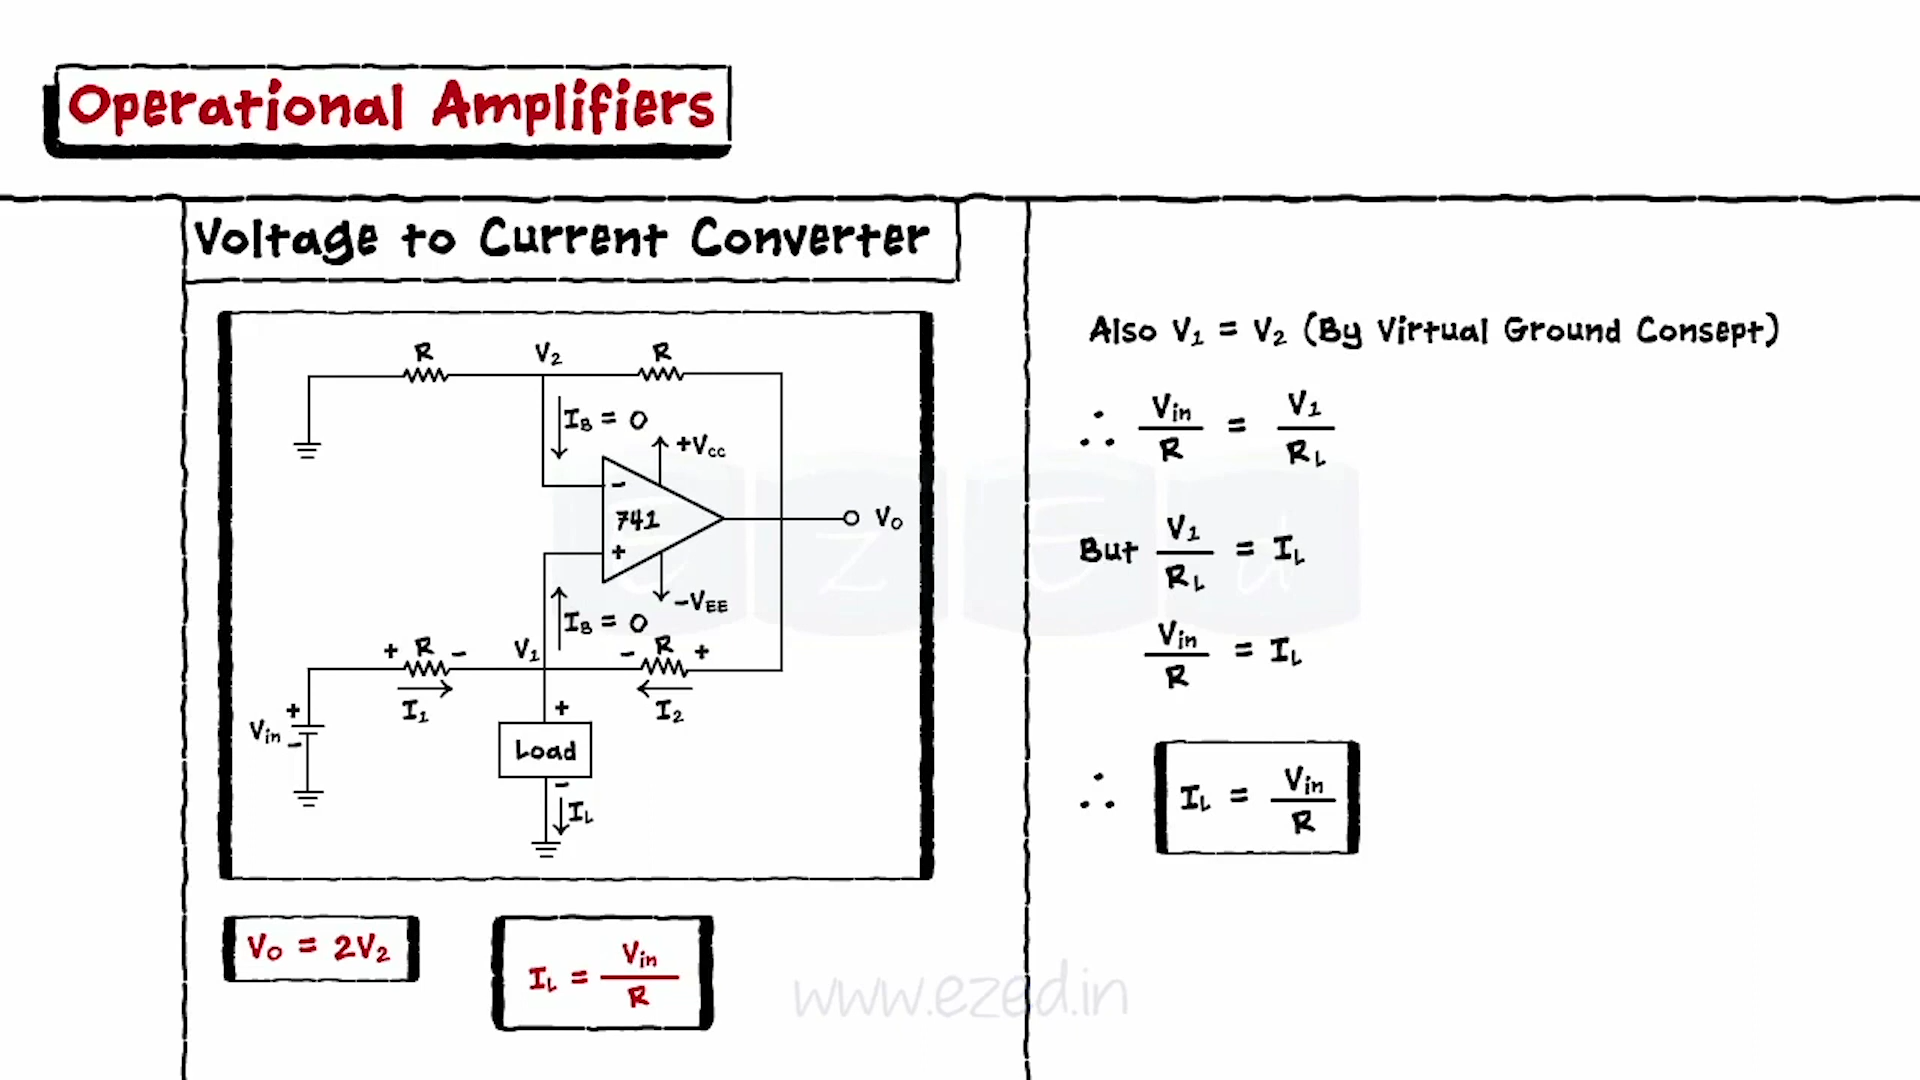 Operational Amplifiers
Voltage to Current Converter
R V₂ R
I_B = 0
+V_CC
-
741
+
V_O
-V_EE
I_B = 0
+ R - V₁ - R +
I₁ I₂
+
V_in
-
+
Load
-
I_L
V_O = 2V₂
I_L = V_in / R
Also V₁ = V₂ (By Virtual Ground Consept)
∴ V_in / R = V₁ / R_L
But V₁ / R_L = I_L
V_in / R = I_L
∴ I_L = V_in / R
EzEd
www.ezed.in